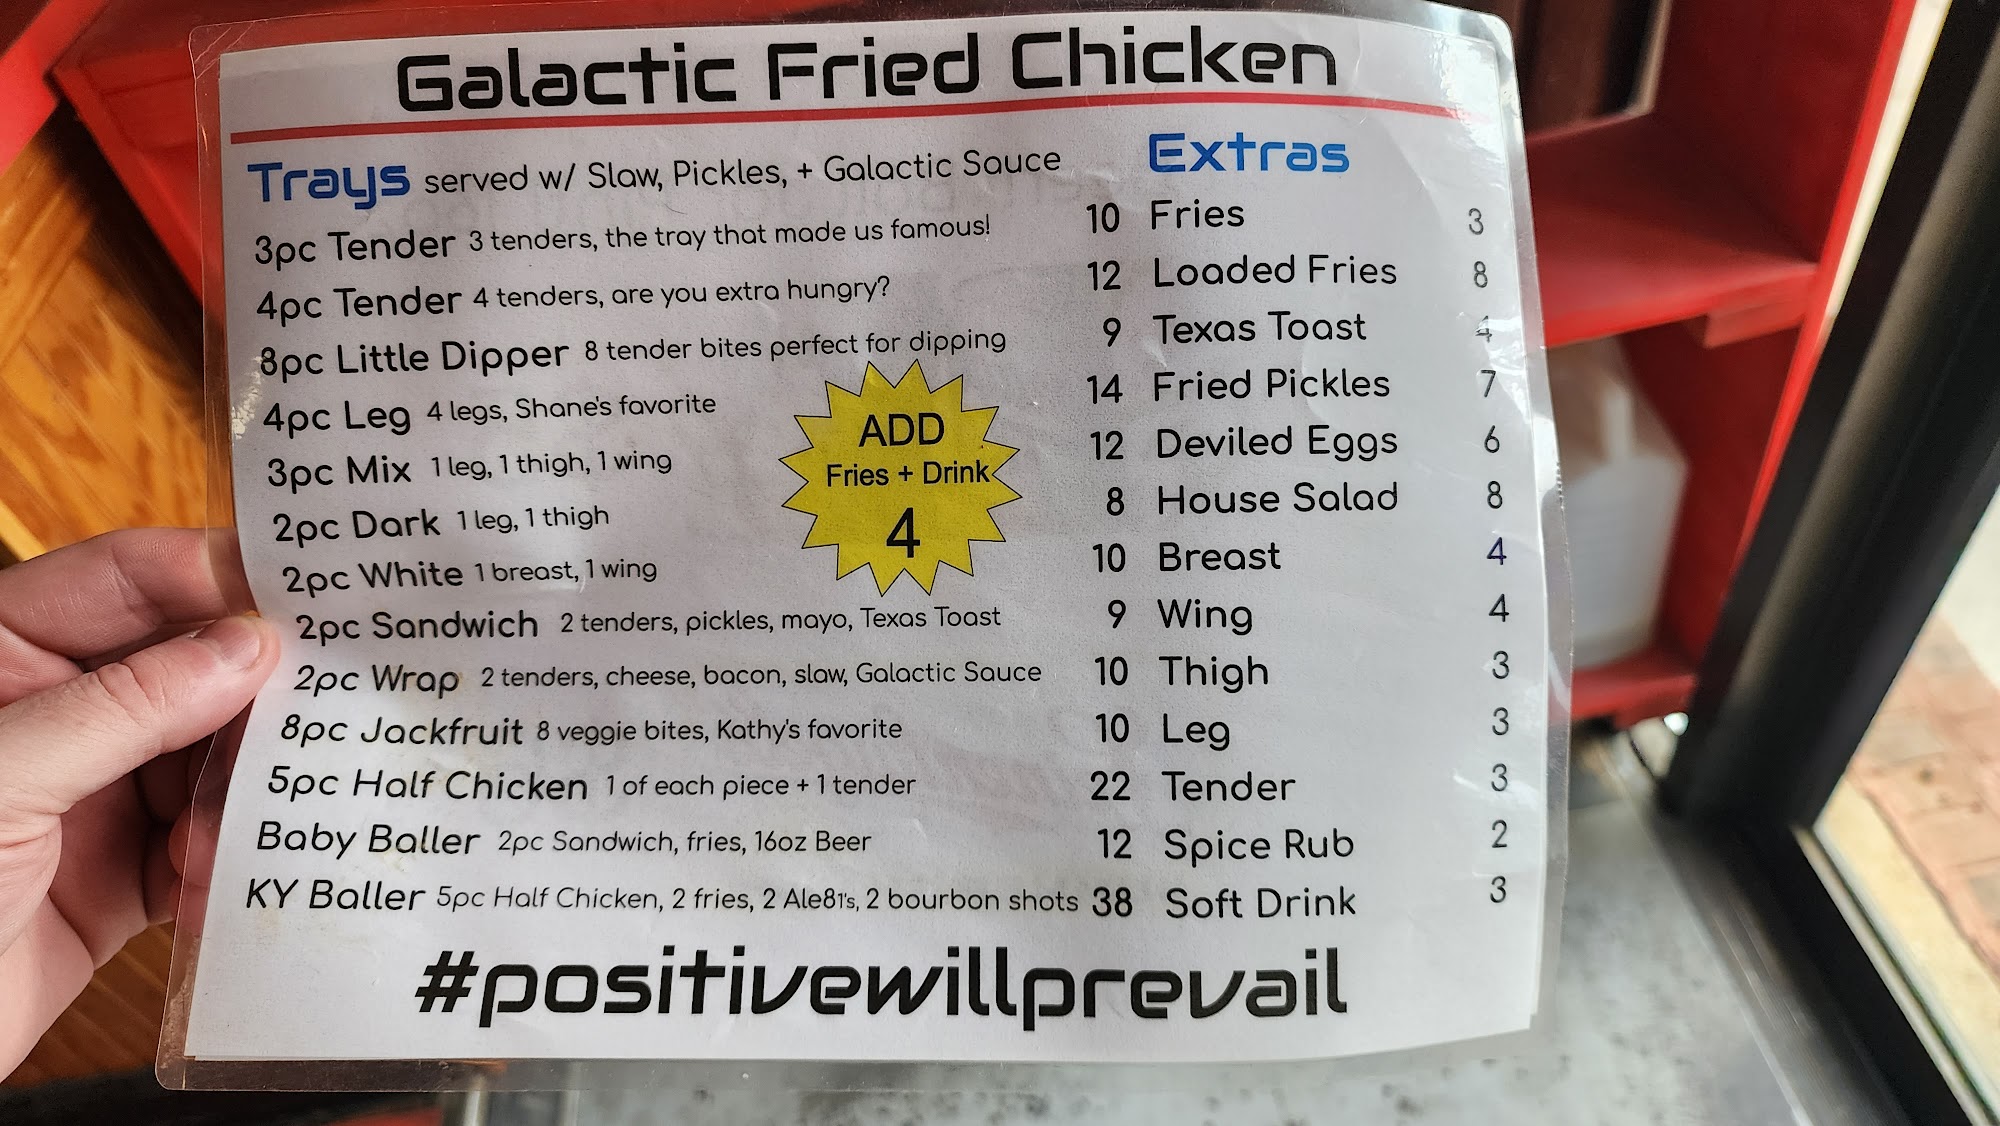 Galactic Fried Chicken
Trays served w/ Slaw, Pickles, + Galactic Sauce
3pc Tender 3 tenders, the tray that made us famous! 10
4pc Tender 4 tenders, are you extra hungry? 12
8pc Little Dipper 8 tender bites perfect for dipping 9
4pc Leg 4 legs, Shane's favorite 14
3pc Mix 1 leg, 1 thigh, 1 wing 12
2pc Dark 1 leg, 1 thigh 8
2pc White 1 breast, 1 wing 10
2pc Sandwich 2 tenders, pickles, mayo, Texas Toast 9
2pc Wrap 2 tenders, cheese, bacon, slaw, Galactic Sauce 10
8pc Jackfruit 8 veggie bites, Kathy's favorite 10
5pc Half Chicken 1 of each piece + 1 tender 22
Baby Baller 2pc Sandwich, fries, 16oz Beer 12
KY Baller 5pc Half Chicken, 2 fries, 2 Ale81's, 2 bourbon shots 38
ADD
Fries + Drink
4
Extras
Fries 3
Loaded Fries 8
Texas Toast 4
Fried Pickles 7
Deviled Eggs 6
House Salad 8
Breast 4
Wing 4
Thigh 3
Leg 3
Tender 3
Spice Rub 2
Soft Drink 3
#positivewillprevail